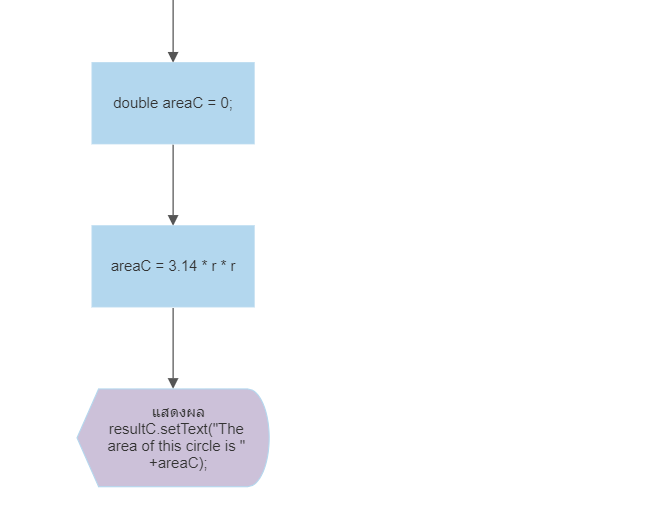 double areaC = 0;
areaC = 3.14 * r * r
แสดงผล
resultC.setText("The
area of this circle is "
+areaC);